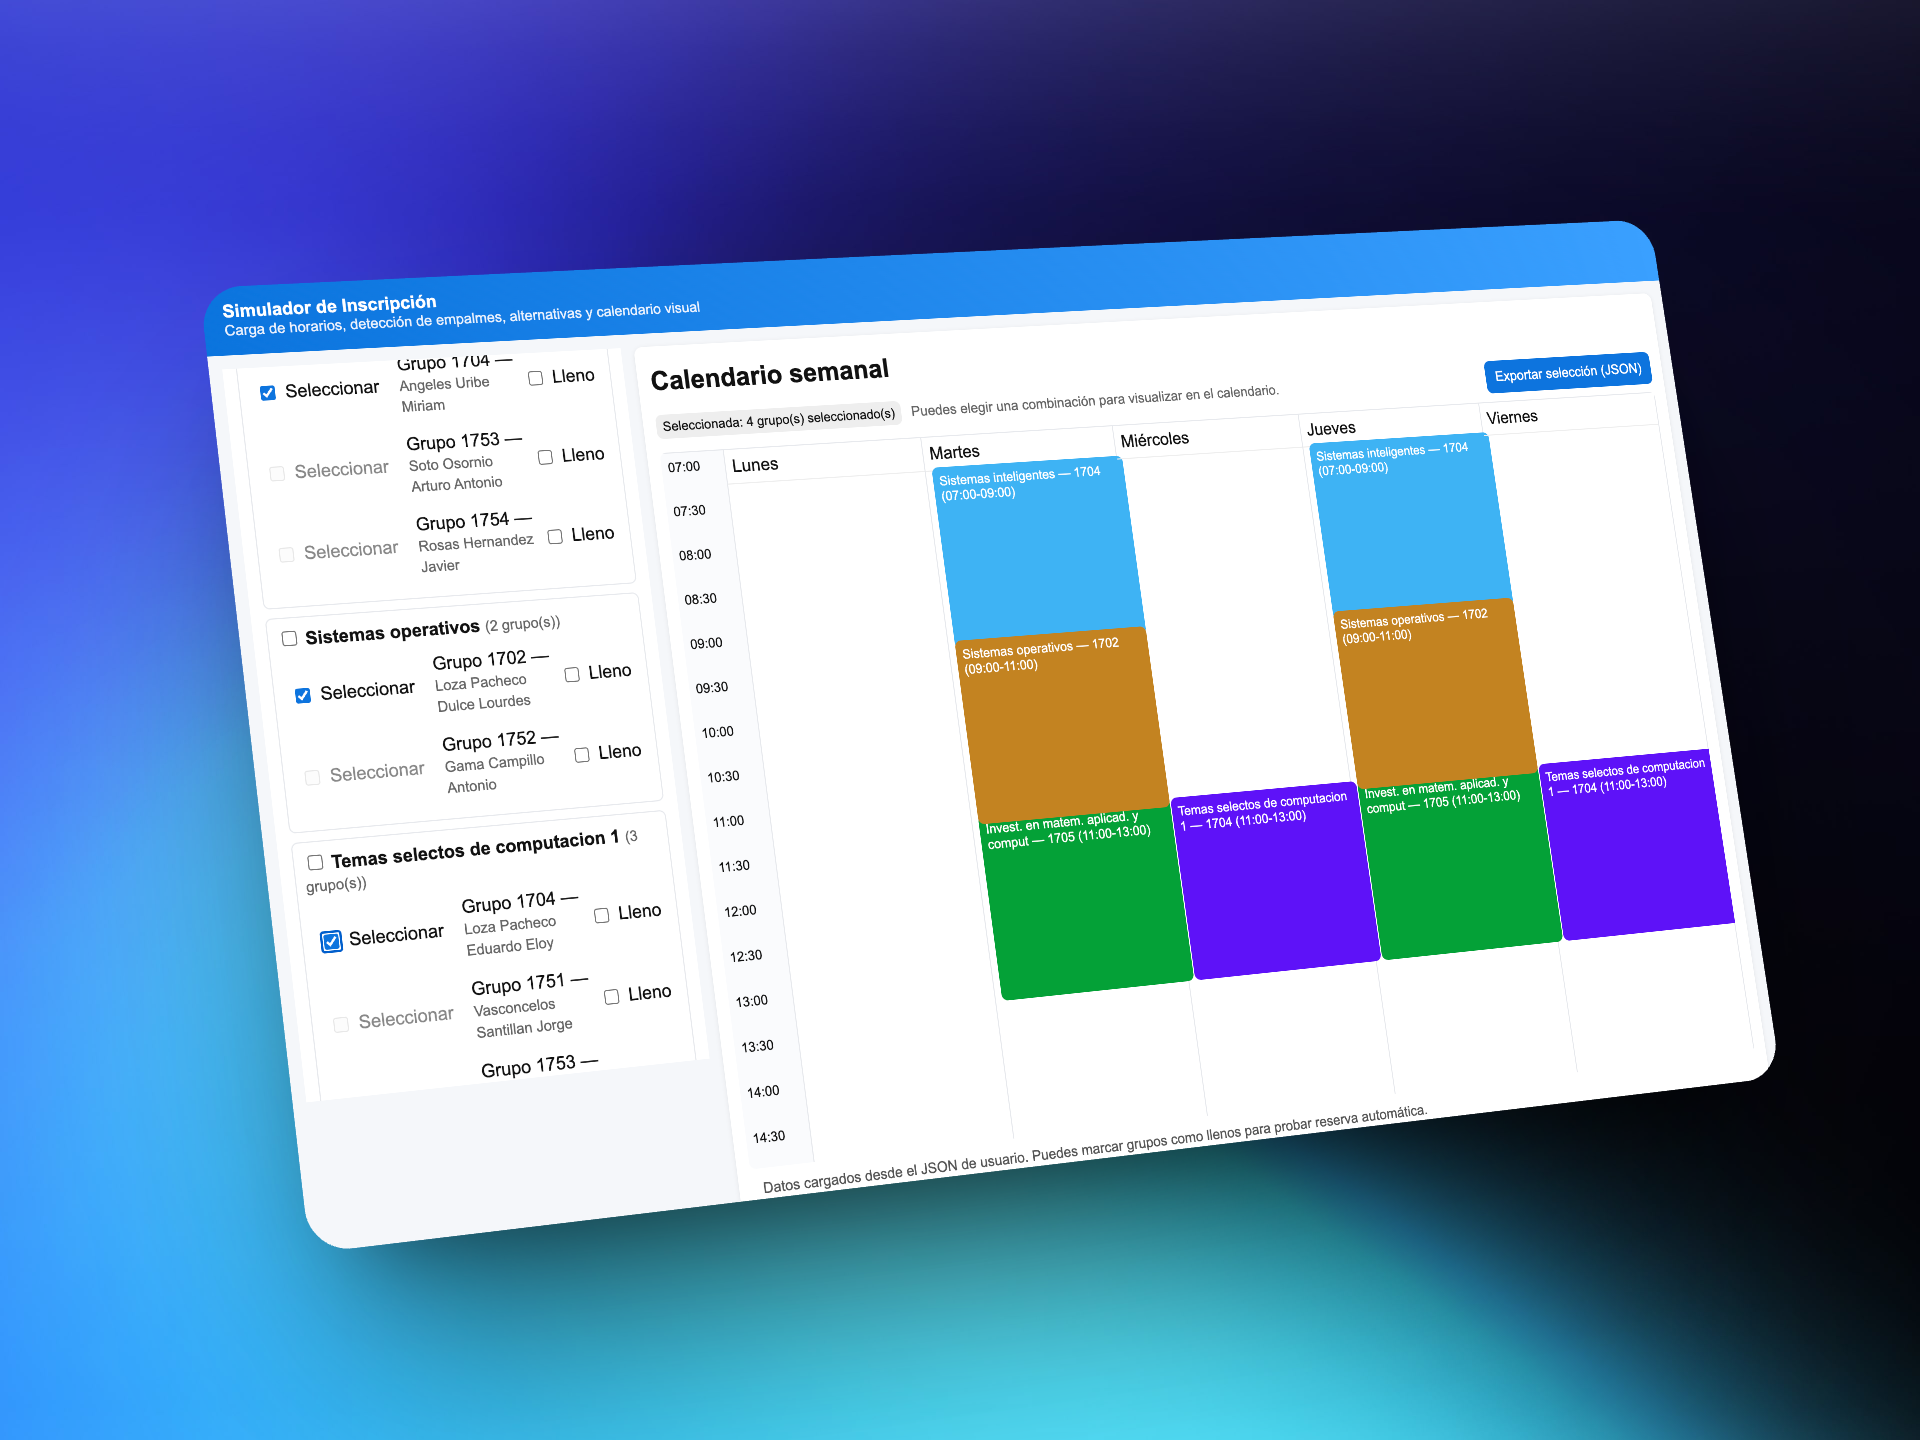 Simulador de Inscripción
Carga de horarios, detección de empalmes, alternativas y calendario visual
Seleccionar
Grupo 1704 —
Angeles Uribe
Miriam
Lleno
Seleccionar
Grupo 1753 —
Soto Osornio
Arturo Antonio
Lleno
Seleccionar
Grupo 1754 —
Rosas Hernandez
Javier
Lleno
Sistemas operativos (2 grupo(s))
Seleccionar
Grupo 1702 —
Loza Pacheco
Dulce Lourdes
Lleno
Seleccionar
Grupo 1752 —
Gama Campillo
Antonio
Lleno
Temas selectos de computacion 1 (3
grupo(s))
Seleccionar
Grupo 1704 —
Loza Pacheco
Eduardo Eloy
Lleno
Seleccionar
Grupo 1751 —
Vasconcelos
Santillan Jorge
Lleno
Grupo 1753 —
Calendario semanal
Exportar selección (JSON)
Seleccionada: 4 grupo(s) seleccionado(s)
Puedes elegir una combinación para visualizar en el calendario.
Lunes
Martes
Miércoles
Jueves
Viernes
07:00
07:30
08:00
08:30
09:00
09:30
10:00
10:30
11:00
11:30
12:00
12:30
13:00
13:30
14:00
14:30
Sistemas inteligentes — 1704
(07:00-09:00)
Sistemas operativos — 1702
(09:00-11:00)
Invest. en matem. aplicad. y
comput — 1705 (11:00-13:00)
Temas selectos de computacion
1 — 1704 (11:00-13:00)
Sistemas inteligentes — 1704
(07:00-09:00)
Sistemas operativos — 1702
(09:00-11:00)
Invest. en matem. aplicad. y
comput — 1705 (11:00-13:00)
Temas selectos de computacion
1 — 1704 (11:00-13:00)
Datos cargados desde el JSON de usuario. Puedes marcar grupos como llenos para probar reserva automática.